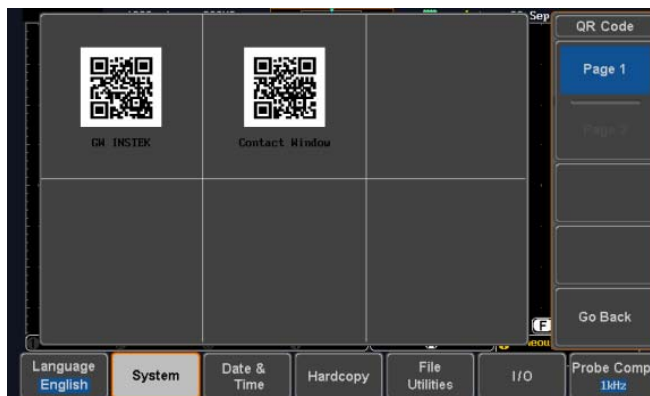 Sep
QR Code
Page 1
Page 2
GW INSTEK
Contact Window
Go Back
F
Language
English
System
Date &
Time
Hardcopy
File
Utilities
I/O
Probe Comp
1kHz